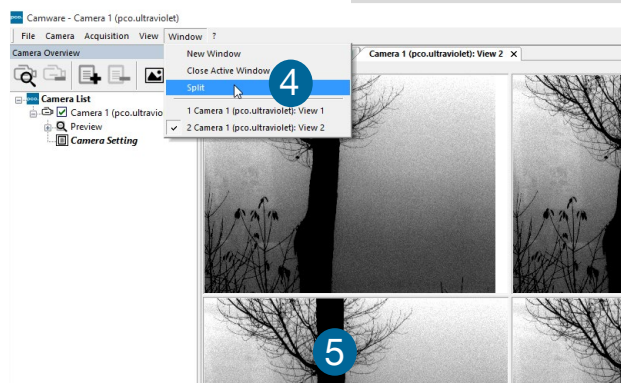 pco. Camware - Camera 1 (pco.ultraviolet)
File Camera Acquisition View Window ?
Camera Overview
New Window
Camera 1 (pco.ultraviolet): View 2 X
Close Active Window
4
Split
Camera List
Camera 1 (pco.ultravio
1 Camera 1 (pco.ultraviolet): View 1
Preview
2 Camera 1 (pco.ultraviolet): View 2
Camera Setting
5